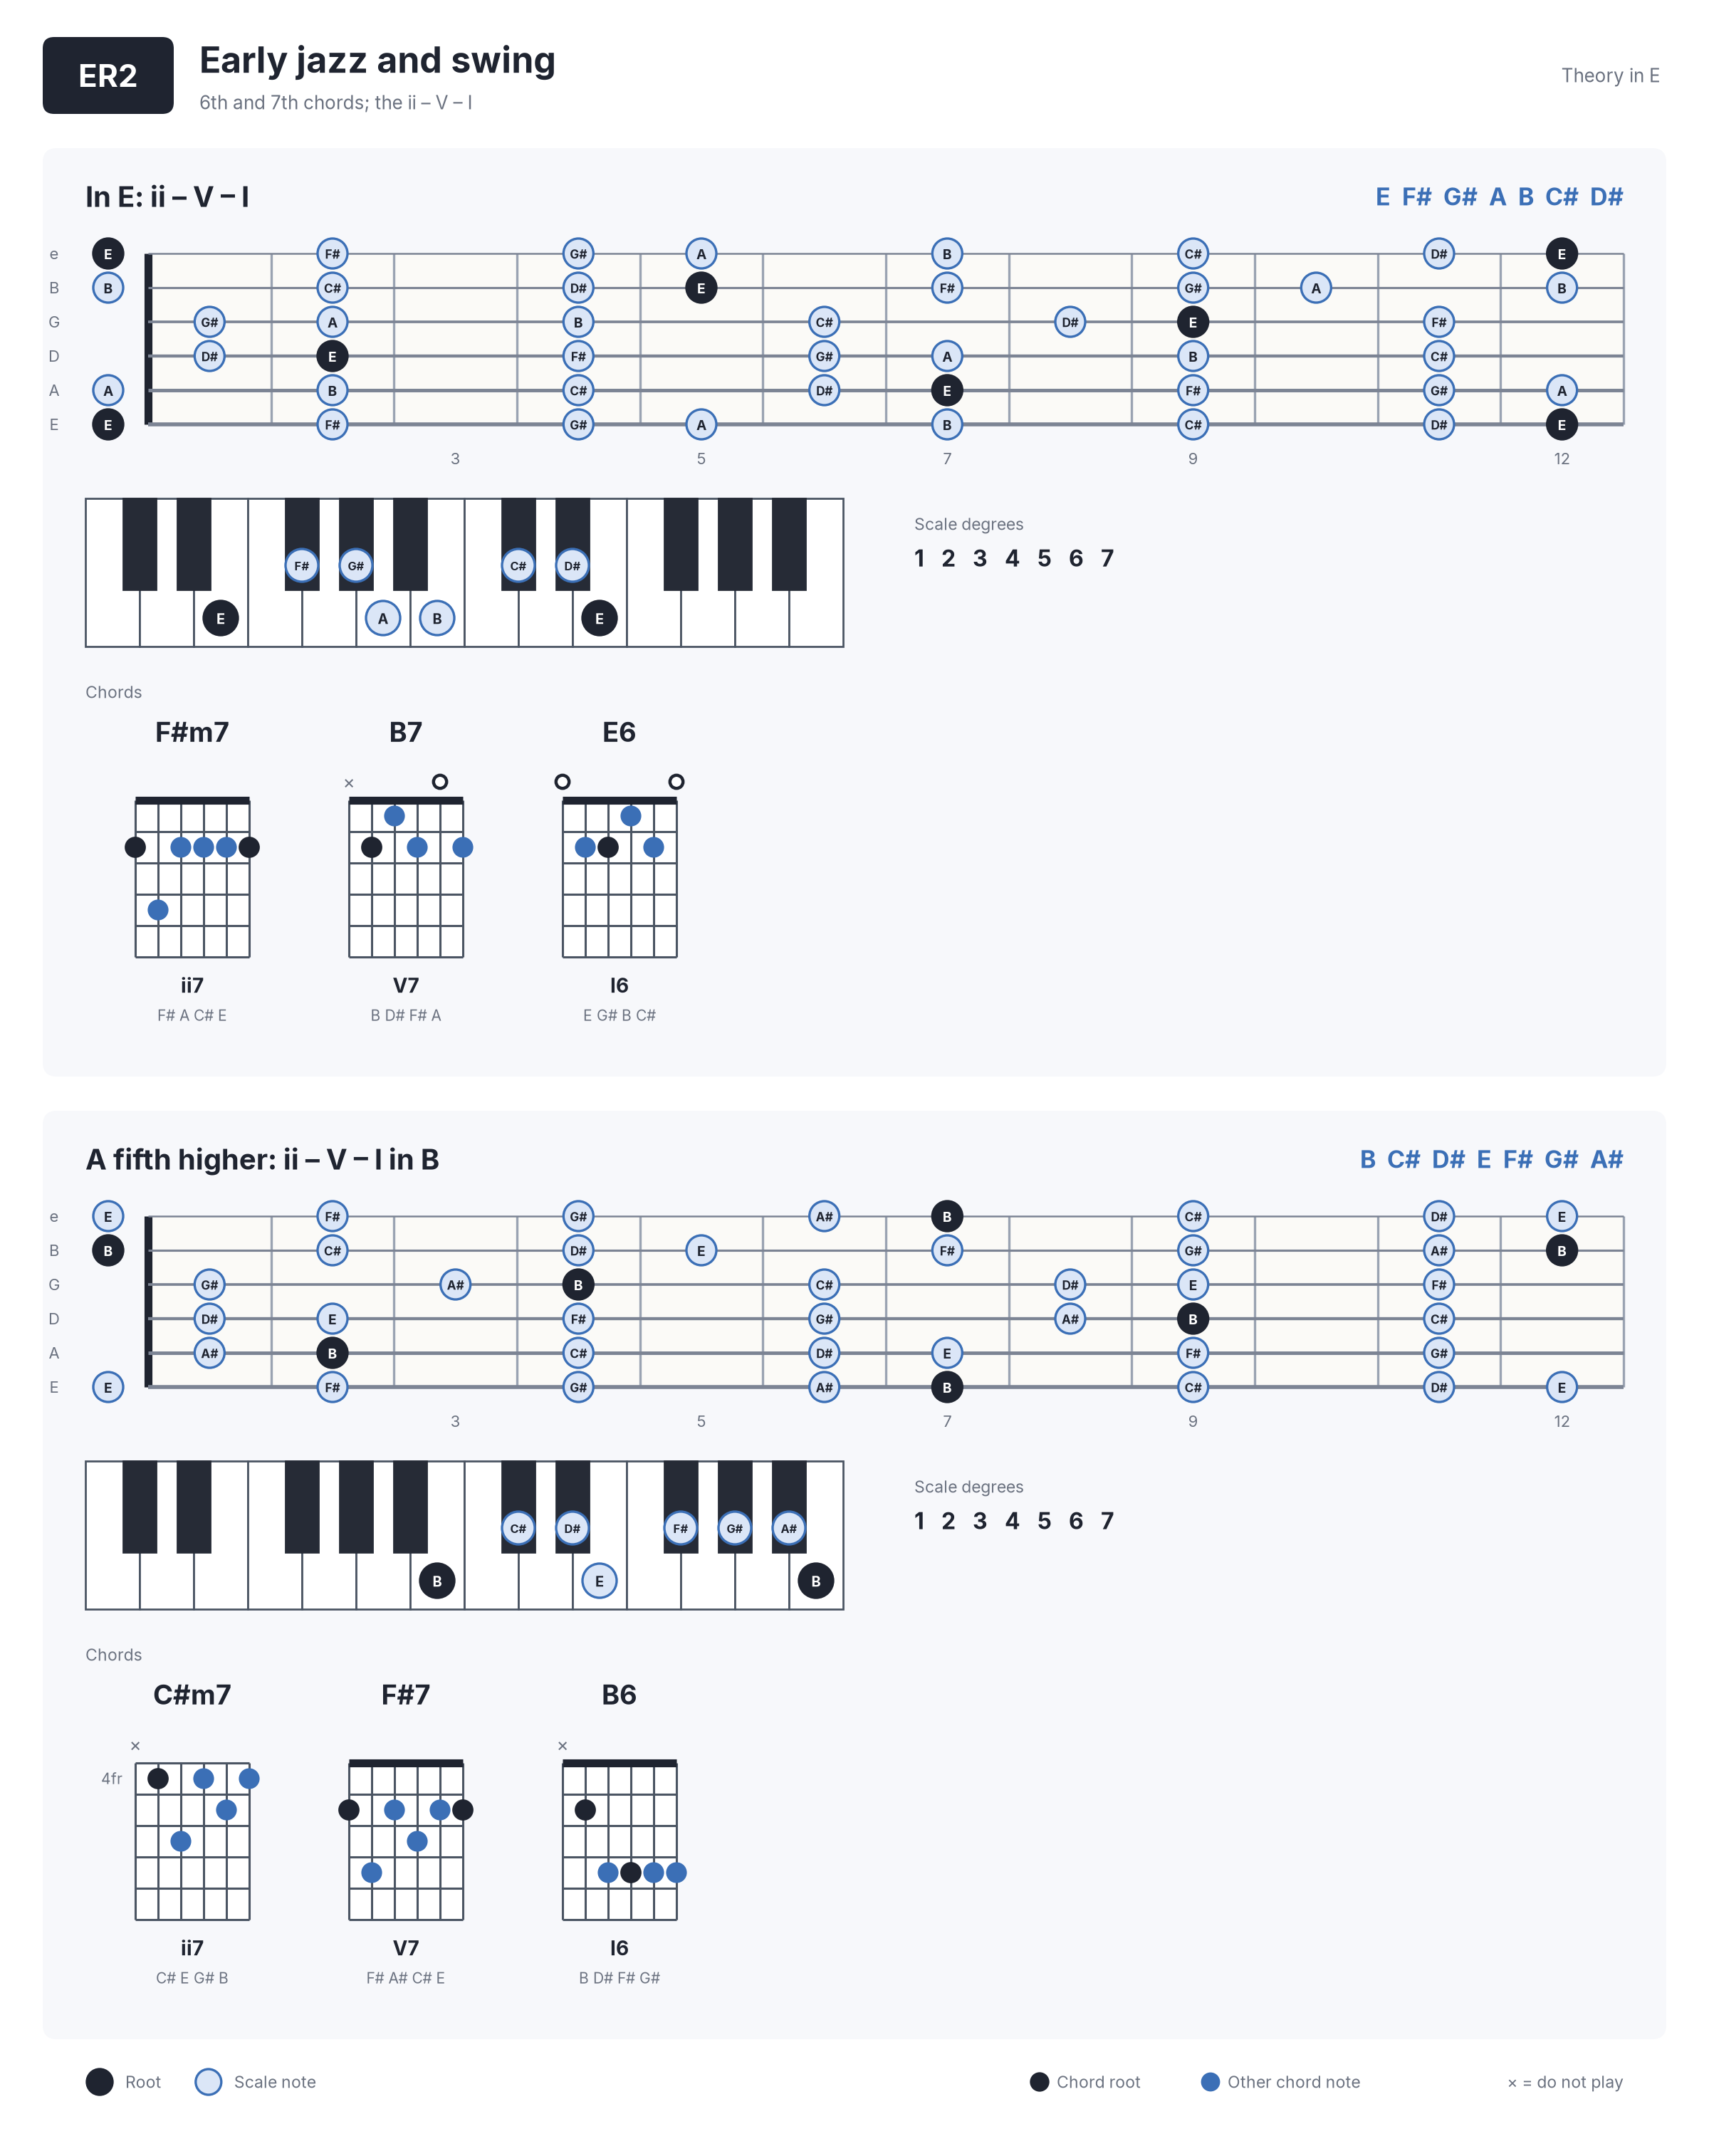 ER2
Early jazz and swing
6th and 7th chords; the ii – V – I
Theory in E
In E: ii – V – I
E F# G# A B C# D#
e E F# G# A B C# D# E
B B C# D# E F# G# A B
G G# A B C# D# E F#
D D# E F# G# A B C#
A A B C# D# E F# G# A
E E F# G# A B C# D# E
3 5 7 9 12
F# G# C# D#
E A B E
Scale degrees
1 2 3 4 5 6 7
Chords
F#m7 B7 E6
×
ii7 V7 I6
F# A C# E B D# F# A E G# B C#
A fifth higher: ii – V – I in B
B C# D# E F# G# A#
e E F# G# A# B C# D# E
B B C# D# E F# G# A# B
G G# A# B C# D# E F#
D D# E F# G# A# B C#
A A# B C# D# E F# G#
E E F# G# A# B C# D# E
3 5 7 9 12
C# D# F# G# A#
B E B
Scale degrees
1 2 3 4 5 6 7
Chords
C#m7 F#7 B6
× ×
4fr
ii7 V7 I6
C# E G# B F# A# C# E B D# F# G#
Root Scale note Chord root Other chord note × = do not play